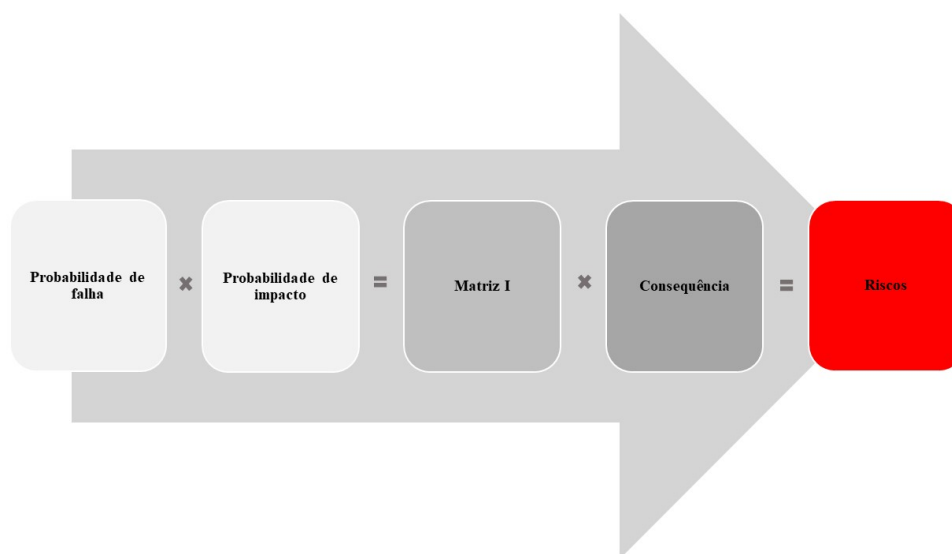 Probabilidade de
falha
×
Probabilidade de
impacto
=
Matriz I
×
Consequência
=
Riscos